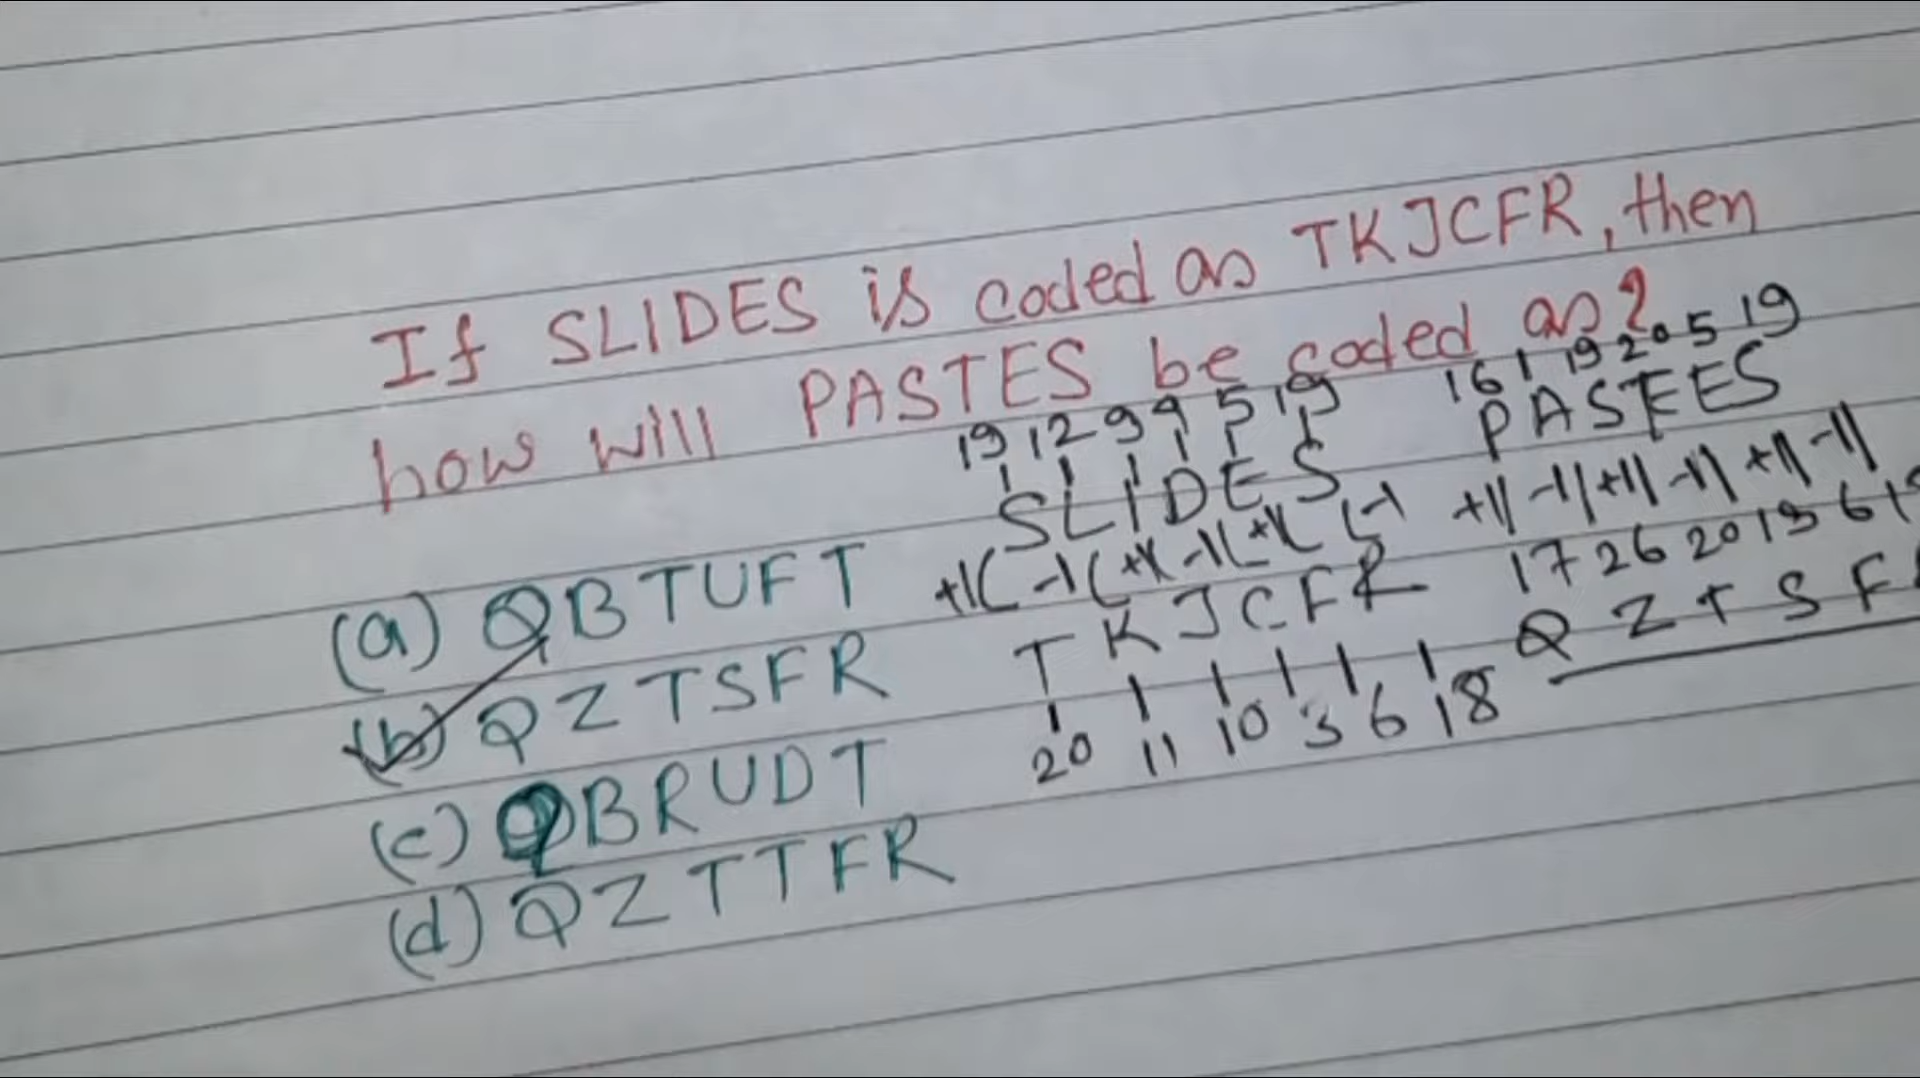 If SLIDES is coded as TKJCFR, then
how will PASTES be coded as?
(a) QBTUFT
(b) QZTSFR
(c) QBRUDT
(d) QZTTFR
19 12 9 4 5 19
SLIDES
+1 -1 +1 -1 +1 -1
TKJCFR
20 11 10 3 6 18
16 1 19 20 5 19
PASTES
+1 -1 +1 -1 +1 -1
17 26 20 19 6
Q Z T S F